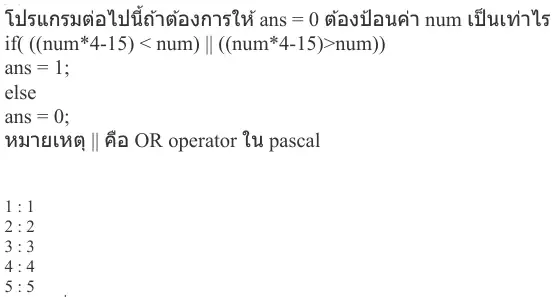 โปรแกรมต่อไปนี้ถ้าต้องการให้ ans = 0 ต้องป้อนค่า num เป็นเท่าไร
if( ((num*4-15) < num) || ((num*4-15)>num))
ans = 1;
else
ans = 0;
หมายเหตุ || คือ OR operator ใน pascal
1 : 1
2 : 2
3 : 3
4 : 4
5 : 5